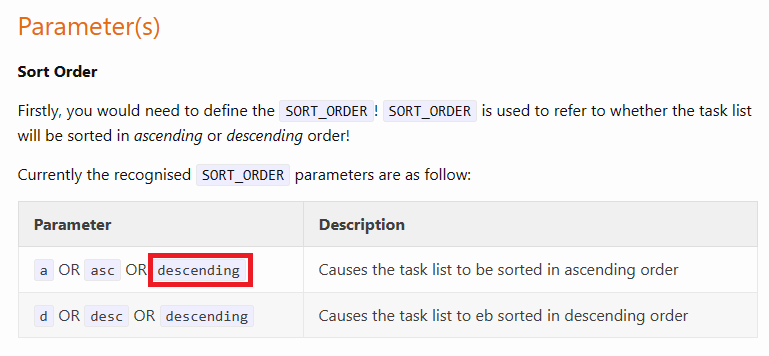 Parameter(s)
Sort Order
Firstly, you would need to define the SORT_ORDER! SORT_ORDER is used to refer to whether the task list
will be sorted in ascending or descending order!
Currently the recognised SORT_ORDER parameters are as follow:
Parameter Description
a OR asc OR descending Causes the task list to be sorted in ascending order
d OR desc OR descending Causes the task list to eb sorted in descending order